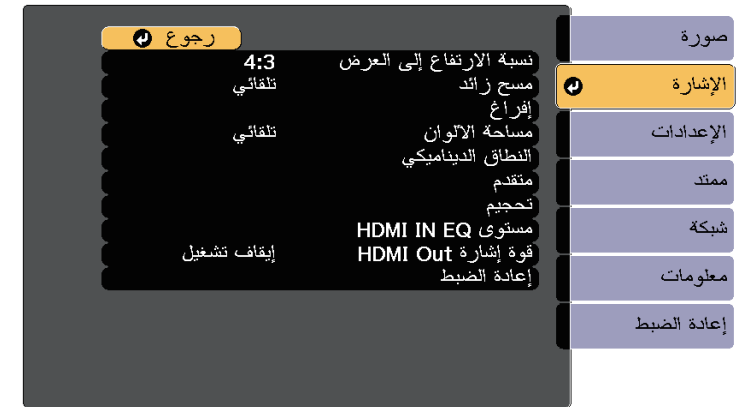 صورة
الإشارة
الإعدادات
ممتد
شبكة
معلومات
إعادة الضبط
رجوع
نسبة الارتفاع إلى العرض 4:3
مسح زائد تلقائي
إفراغ
مساحة الألوان تلقائي
النطاق الديناميكي
متقدم
تحجيم
مستوى HDMI IN EQ
قوة إشارة HDMI Out إيقاف تشغيل
إعادة الضبط